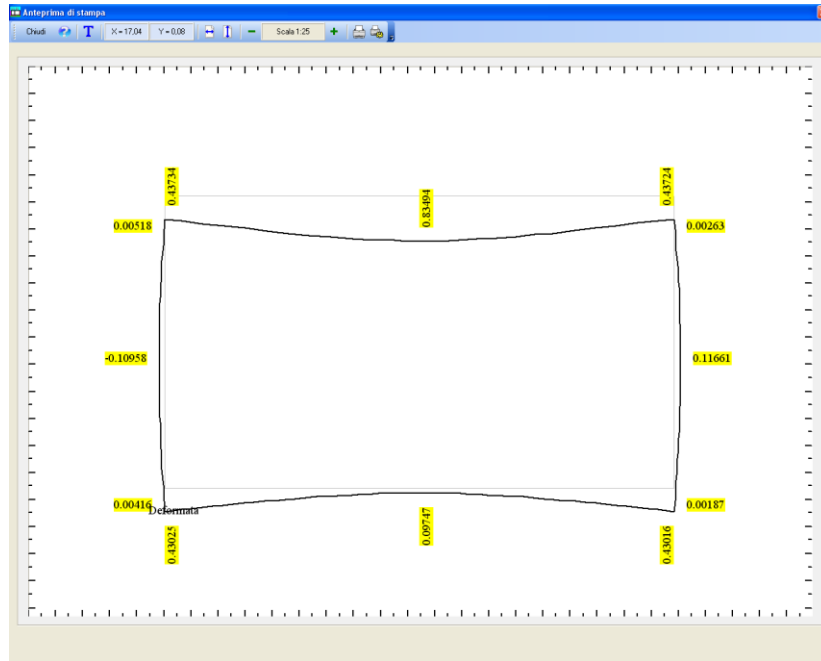 Anteprima di stampa
Chiudi
T
X = 17,04 Y = 0,08
Scala 1:25
0.43734
0.83494
0.43724
0.00518
0.00263
-0.10958
0.11661
0.00416
0.00187
Deformata
0.43025
0.09747
0.43016